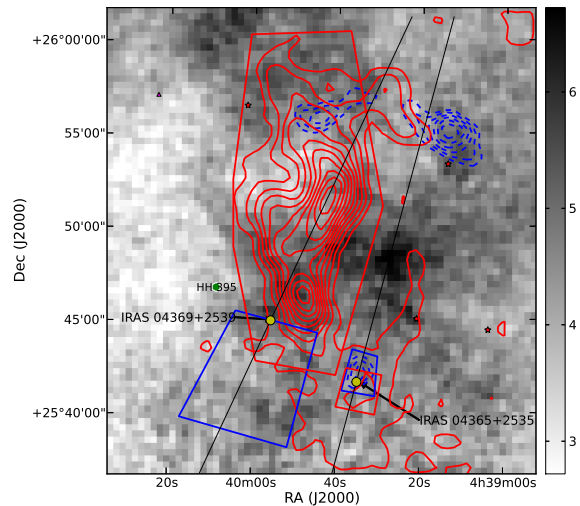 +26°00'00"
+55'00"
+50'00"
+45'00"
+25°40'00"
Dec (J2000)
HH 395
IRAS 04369+2539
IRAS 04365+2535
20s
40m00s
40s
20s
4h39m00s
RA (J2000)
6
5
4
3